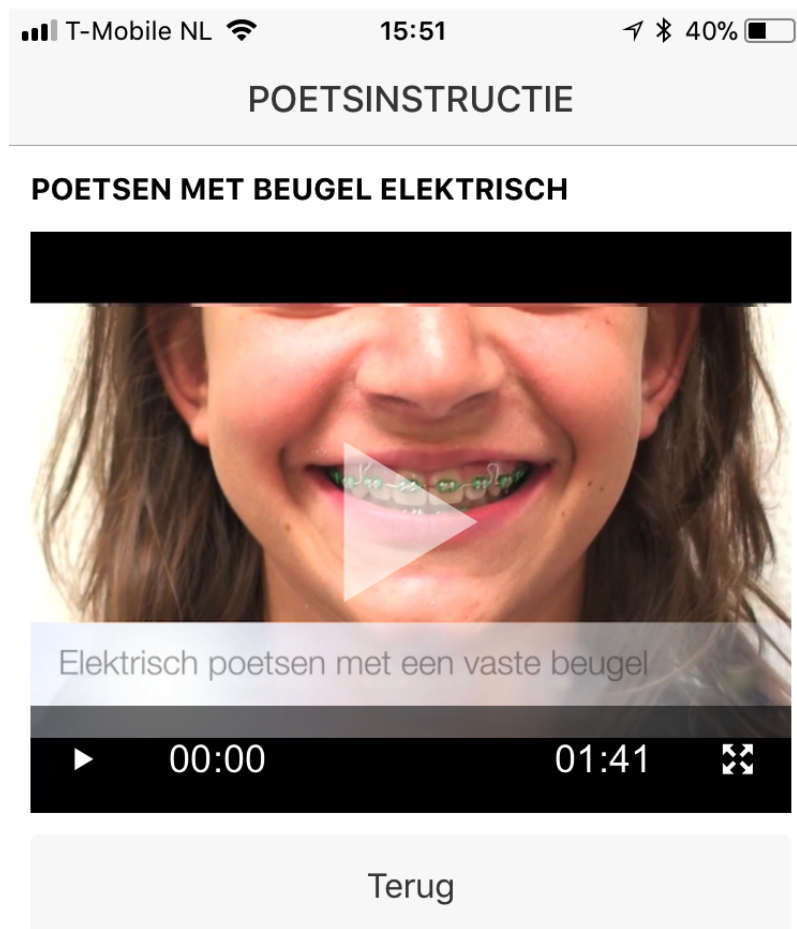 T-Mobile NL 15:51 40%
POETSINSTRUCTIE
POETSEN MET BEUGEL ELEKTRISCH
Elektrisch poetsen met een vaste beugel
00:00 01:41
Terug